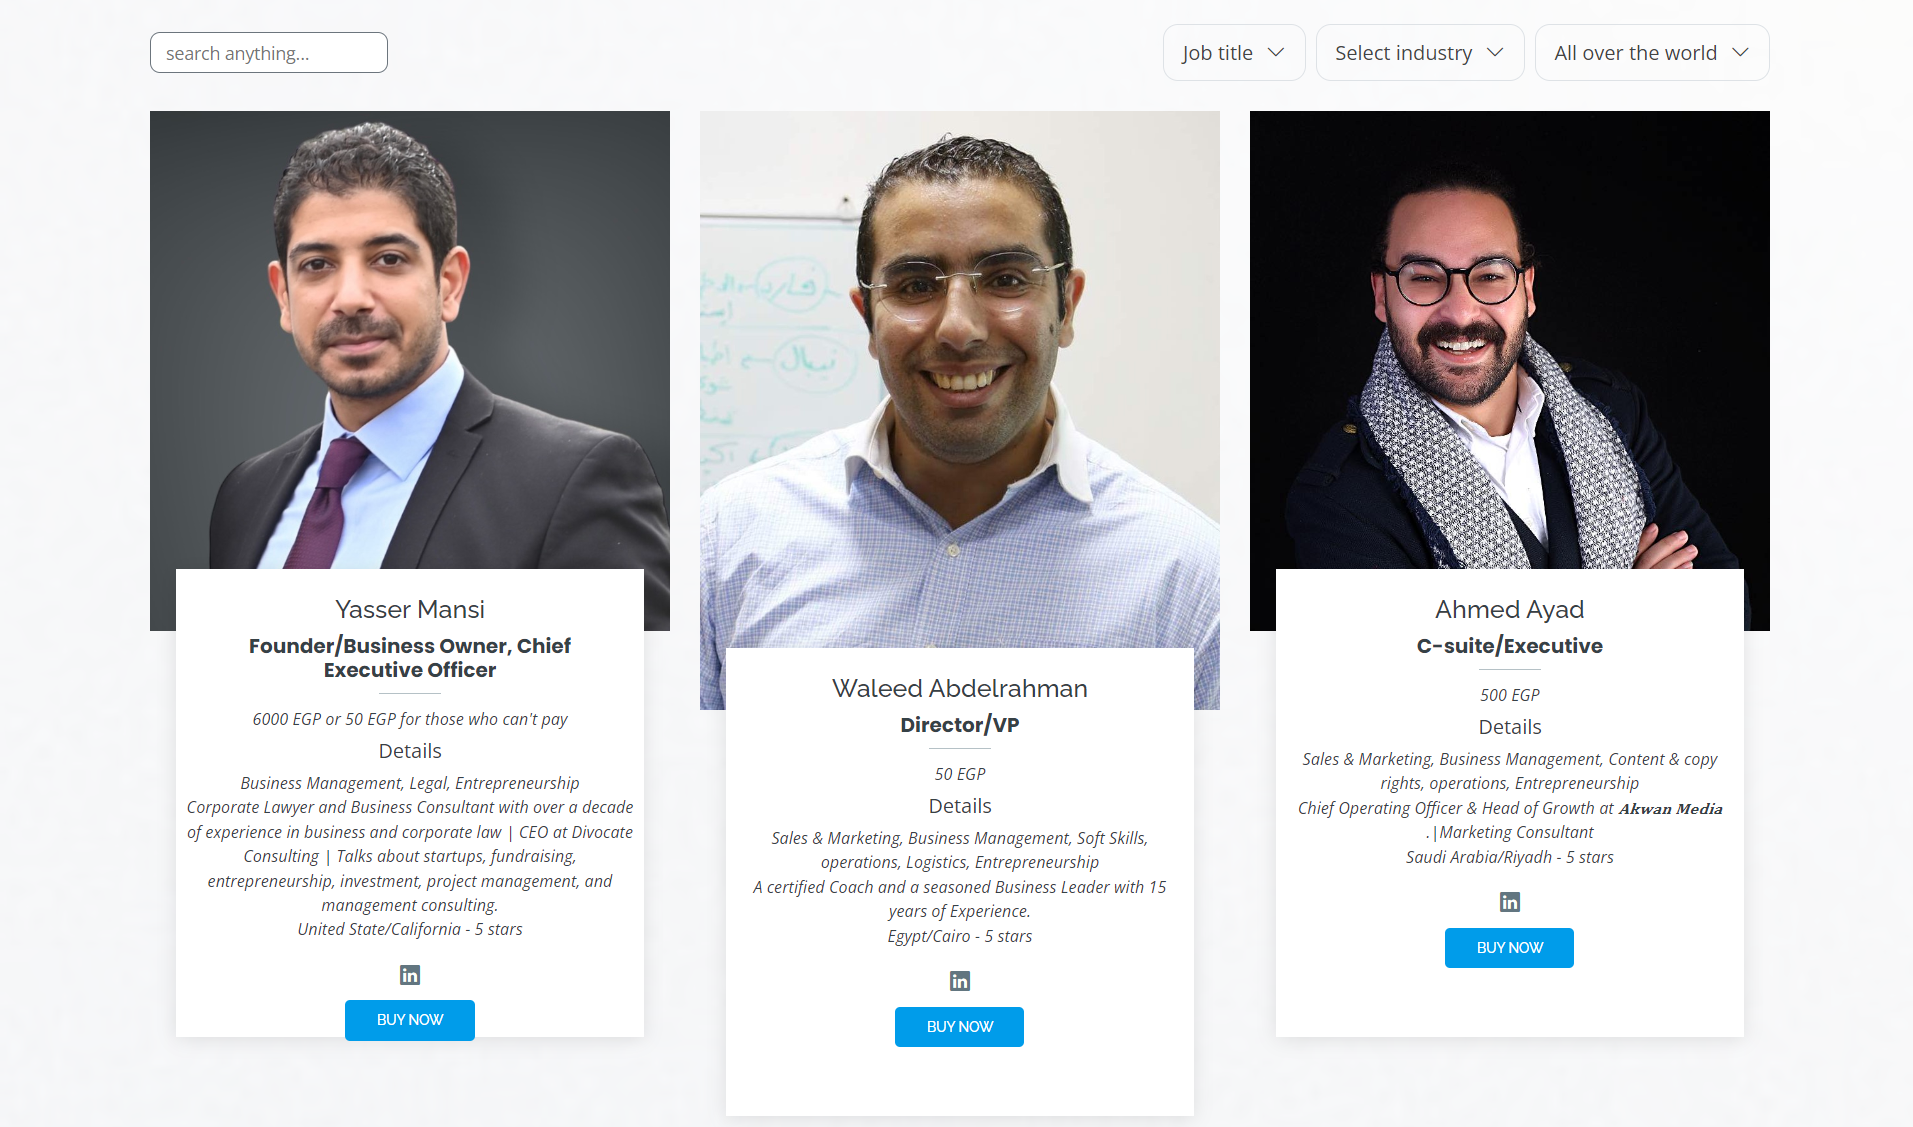 search anything...
Job title
Select industry
All over the world
فارد
نيبال
Yasser Mansi
Founder/Business Owner, Chief
Executive Officer
6000 EGP or 50 EGP for those who can't pay
Details
Business Management, Legal, Entrepreneurship
Corporate Lawyer and Business Consultant with over a decade
of experience in business and corporate law | CEO at Divocate
Consulting | Talks about startups, fundraising,
entrepreneurship, investment, project management, and
management consulting.
United State/California - 5 stars
in
BUY NOW
Waleed Abdelrahman
Director/VP
50 EGP
Details
Sales & Marketing, Business Management, Soft Skills,
operations, Logistics, Entrepreneurship
A certified Coach and a seasoned Business Leader with 15
years of Experience.
Egypt/Cairo - 5 stars
in
BUY NOW
Ahmed Ayad
C-suite/Executive
500 EGP
Details
Sales & Marketing, Business Management, Content & copy
rights, operations, Entrepreneurship
Chief Operating Officer & Head of Growth at 𝑨𝒌𝒘𝒂𝒏 𝑴𝒆𝒅𝒊𝒂
.|Marketing Consultant
Saudi Arabia/Riyadh - 5 stars
in
BUY NOW